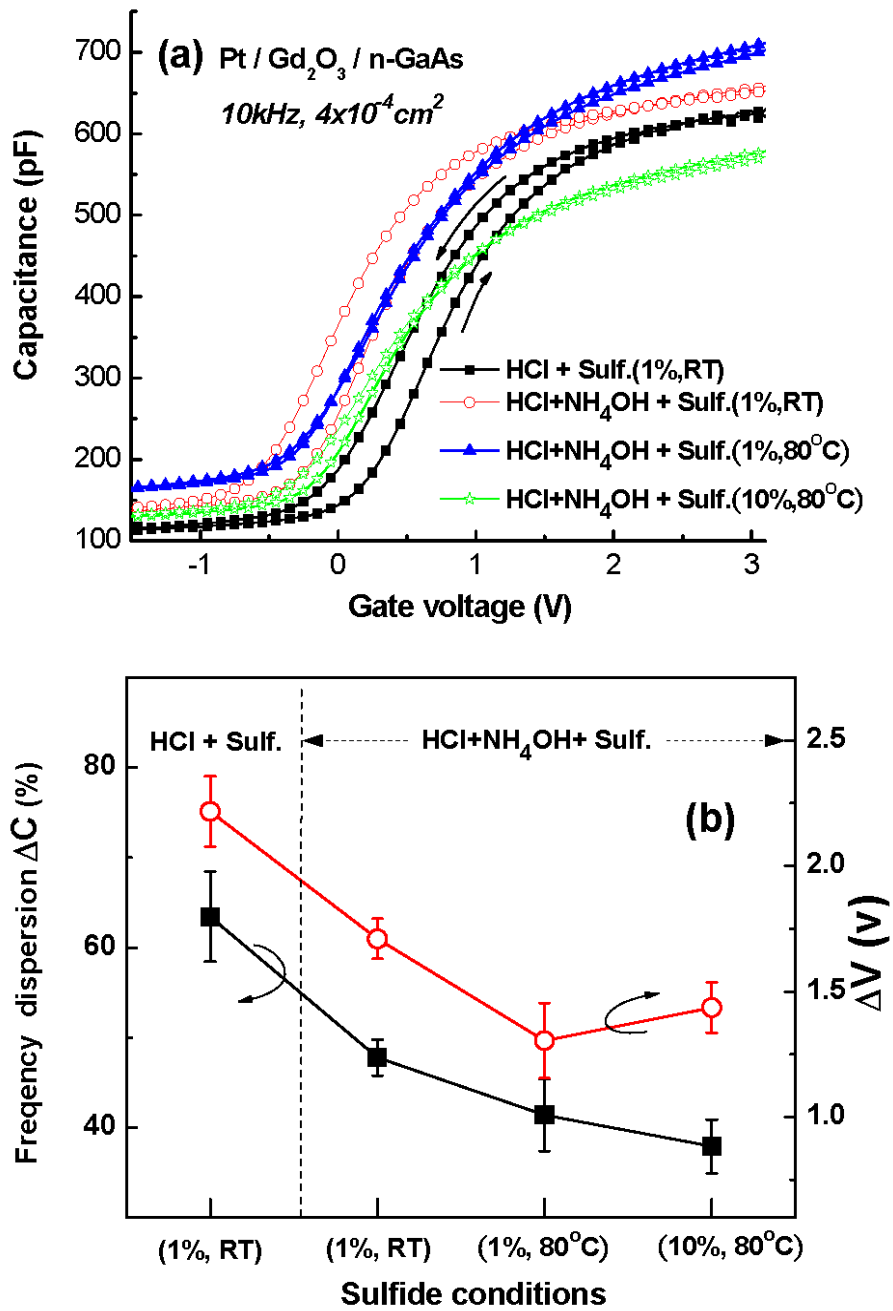 (a) Pt / Gd₂O₃ / n-GaAs
10kHz, 4x10⁻⁴cm²
Capacitance (pF)
700
600
500
400
300
200
100
HCl + Sulf.(1%,RT)
HCl+NH₄OH + Sulf.(1%,RT)
HCl+NH₄OH + Sulf.(1%,80°C)
HCl+NH₄OH + Sulf.(10%,80°C)
-1 0 1 2 3
Gate voltage (V)
HCl + Sulf. HCl+NH₄OH+ Sulf.
(b)
Freqency dispersion ΔC (%)
80
60
40
2.5
2.0
1.5
1.0
ΔV (v)
(1%, RT) (1%, RT) (1%, 80°C) (10%, 80°C)
Sulfide conditions